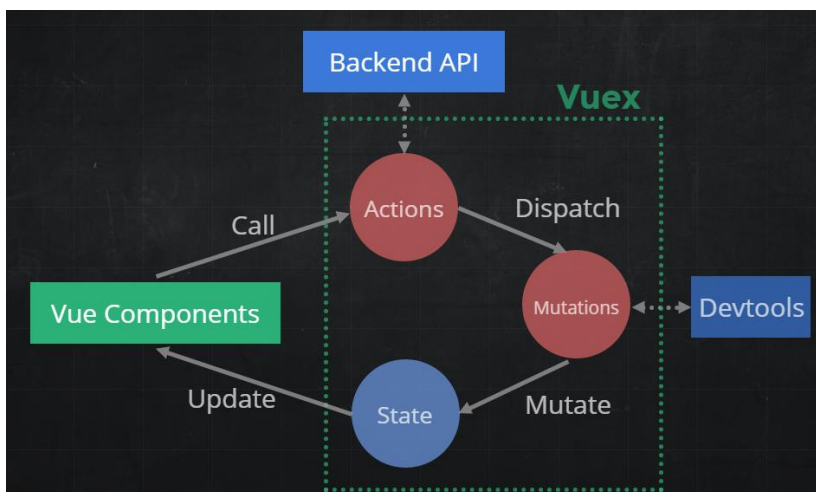 Backend API
Vuex
Actions
Dispatch
Call
Vue Components
Mutations
Devtools
Update
State
Mutate